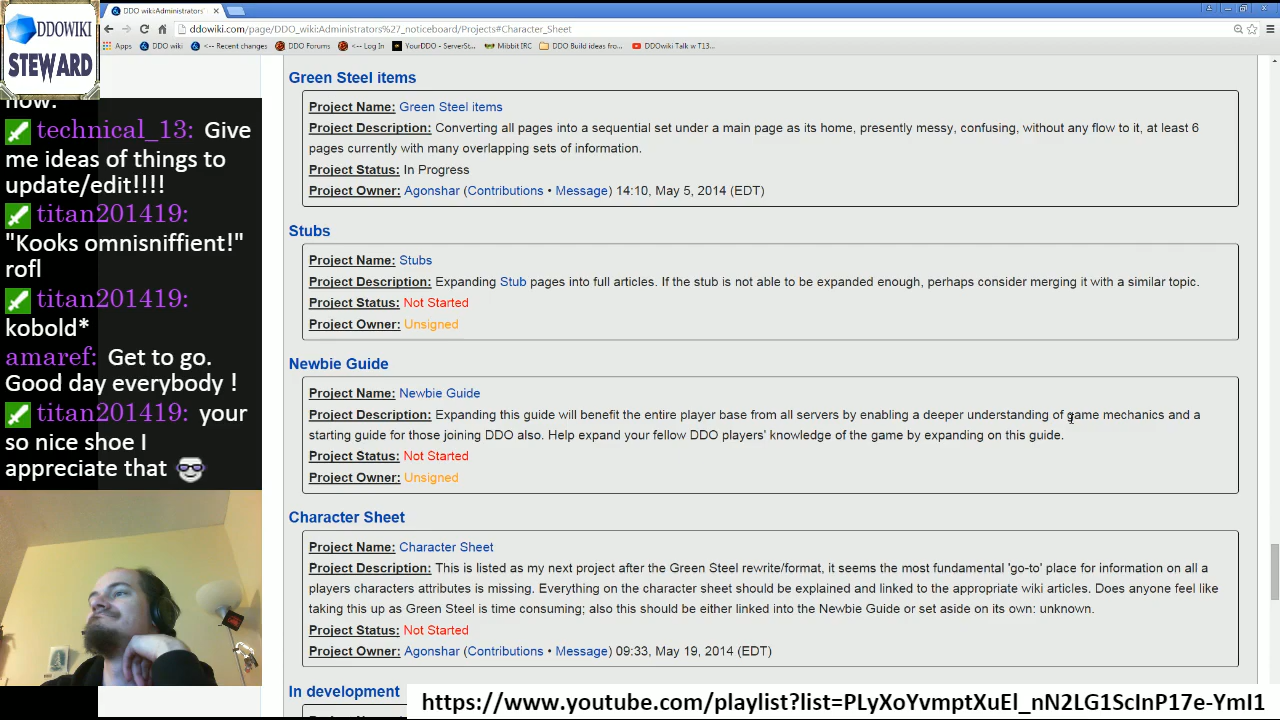 DDOWIKI
STEWARD
now.
technical_13: Give
me ideas of things to
update/edit!!!!
titan201419:
"Kooks omnisniffient!"
rofl
titan201419:
kobold*
amaref: Get to go.
Good day everybody !
titan201419: your
so nice shoe I
appreciate that
DDO wiki:Administrators'
ddowiki.com/page/DDO_wiki:Administrators%27_noticeboard/Projects#Character_Sheet
Apps DDO wiki <-- Recent changes DDO Forums <-- Log In YourDDO - ServerSt... Mibbit IRC DDO Build ideas fro... DDOwiki Talk w T13...
Green Steel items
Project Name: Green Steel items
Project Description: Converting all pages into a sequential set under a main page as its home, presently messy, confusing, without any flow to it, at least 6
pages currently with many overlapping sets of information.
Project Status: In Progress
Project Owner: Agonshar (Contributions • Message) 14:10, May 5, 2014 (EDT)
Stubs
Project Name: Stubs
Project Description: Expanding Stub pages into full articles. If the stub is not able to be expanded enough, perhaps consider merging it with a similar topic.
Project Status: Not Started
Project Owner: Unsigned
Newbie Guide
Project Name: Newbie Guide
Project Description: Expanding this guide will benefit the entire player base from all servers by enabling a deeper understanding of game mechanics and a
starting guide for those joining DDO also. Help expand your fellow DDO players' knowledge of the game by expanding on this guide.
Project Status: Not Started
Project Owner: Unsigned
Character Sheet
Project Name: Character Sheet
Project Description: This is listed as my next project after the Green Steel rewrite/format, it seems the most fundamental 'go-to' place for information on all a
players characters attributes is missing. Everything on the character sheet should be explained and linked to the appropriate wiki articles. Does anyone feel like
taking this up as Green Steel is time consuming; also this should be either linked into the Newbie Guide or set aside on its own: unknown.
Project Status: Not Started
Project Owner: Agonshar (Contributions • Message) 09:33, May 19, 2014 (EDT)
In development
https://www.youtube.com/playlist?list=PLyXoYvmptXuEl_nN2LG1ScInP17e-YmI1